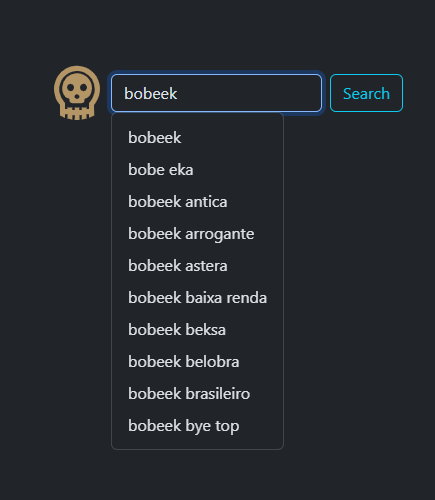 bobeek
Search
bobeek
bobe eka
bobeek antica
bobeek arrogante
bobeek astera
bobeek baixa renda
bobeek beksa
bobeek belobra
bobeek brasileiro
bobeek bye top